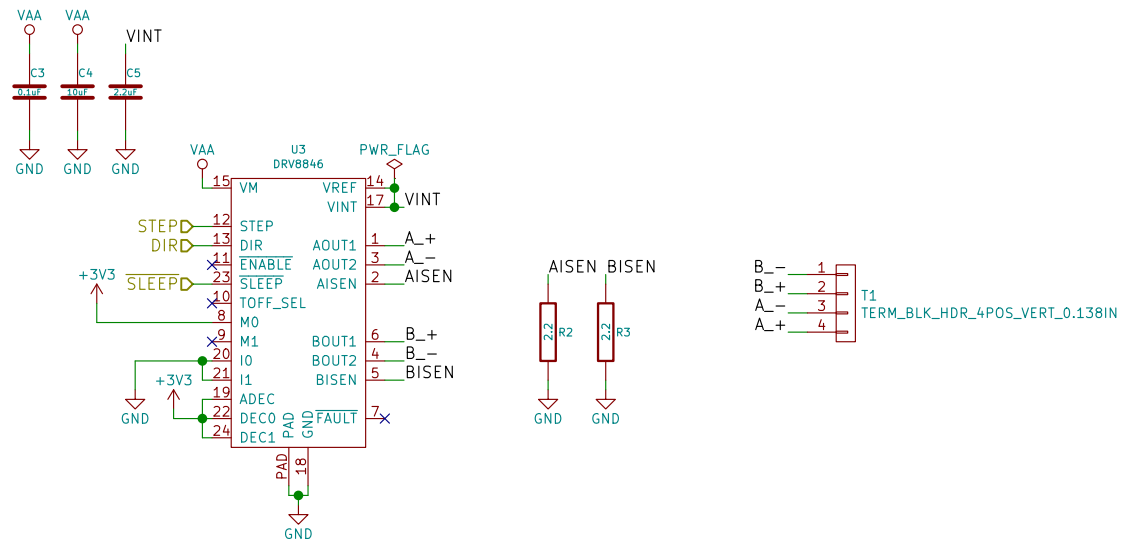 VAA
VAA
VINT
C3
C4
C5
0.1uF
10uF
2.2uF
GND
GND
GND
U3
DRV8846
VAA
PWR_FLAG
15
VM
VREF
14
VINT
17
VINT
STEP
12
STEP
DIR
13
DIR
AOUT1
1
A_+
11
ENABLE
AOUT2
3
A_-
SLEEP
23
SLEEP
AISEN
2
AISEN
+3V3
10
TOFF_SEL
8
M0
9
M1
BOUT1
6
B_+
20
I0
BOUT2
4
B_-
21
I1
BISEN
5
BISEN
+3V3
19
ADEC
22
DEC0
FAULT
7
24
DEC1
PAD
GND
GND
PAD
18
GND
AISEN
BISEN
2.2
R2
2.2
R3
GND
GND
B_-
1
B_+
2
A_-
3
A_+
4
T1
TERM_BLK_HDR_4POS_VERT_0.138IN